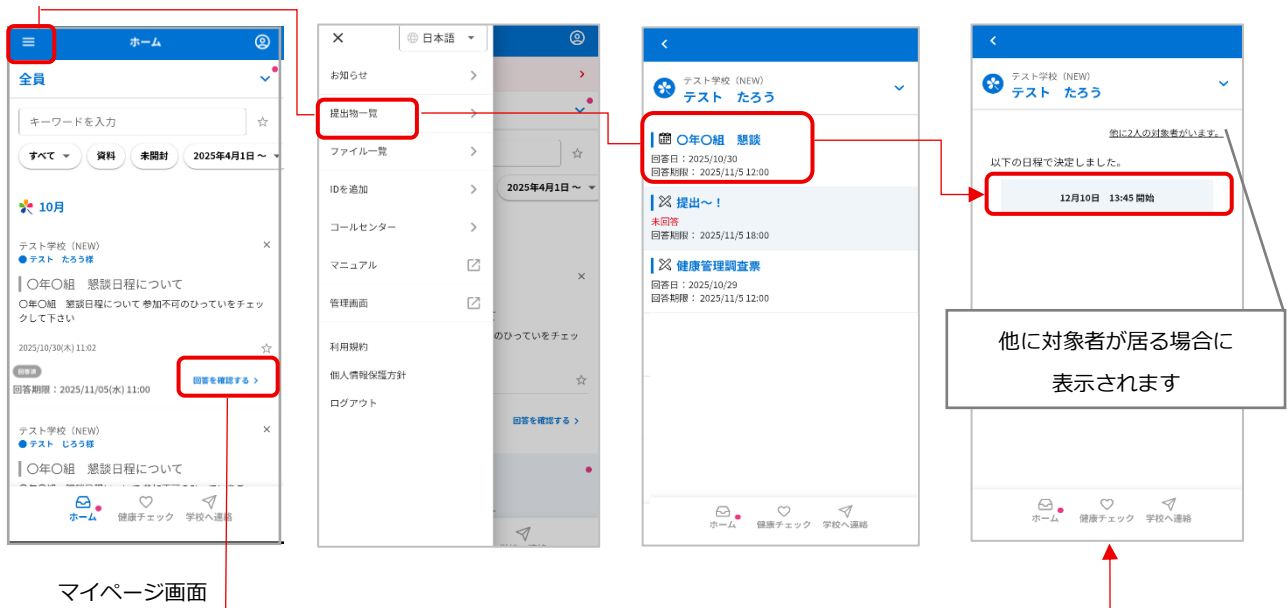 ホーム
全員
キーワードを入力
すべて 資料 未開封 2025年4月1日～
10月
テスト学校（NEW）
テスト たろう様
〇年〇組 懇談日程について
〇年〇組 懇談日程について 参加不可のひっていをチェッ
クして下さい
2025/10/30(木) 11:02
回答済
回答期限：2025/11/05(水) 11:00
回答を確認する
テスト学校（NEW）
テスト じろう様
〇年〇組 懇談日程について
ホーム 健康チェック 学校へ連絡
マイページ画面
日本語
お知らせ
提出物一覧
ファイル一覧
IDを追加
コールセンター
マニュアル
管理画面
利用規約
個人情報保護方針
ログアウト
2025年4月1日～
のひっていをチェッ
回答を確認する
テスト学校（NEW）
テスト たろう
〇年〇組 懇談
回答日：2025/10/30
回答期限： 2025/11/5 12:00
提出～！
未回答
回答期限： 2025/11/5 18:00
健康管理調査票
回答日：2025/10/29
回答期限： 2025/11/5 12:00
ホーム 健康チェック 学校へ連絡
テスト学校（NEW）
テスト たろう
他に2人の対象者がいます。
以下の日程で決定しました。
12月10日 13:45 開始
他に対象者が居る場合に
表示されます
ホーム 健康チェック 学校へ連絡